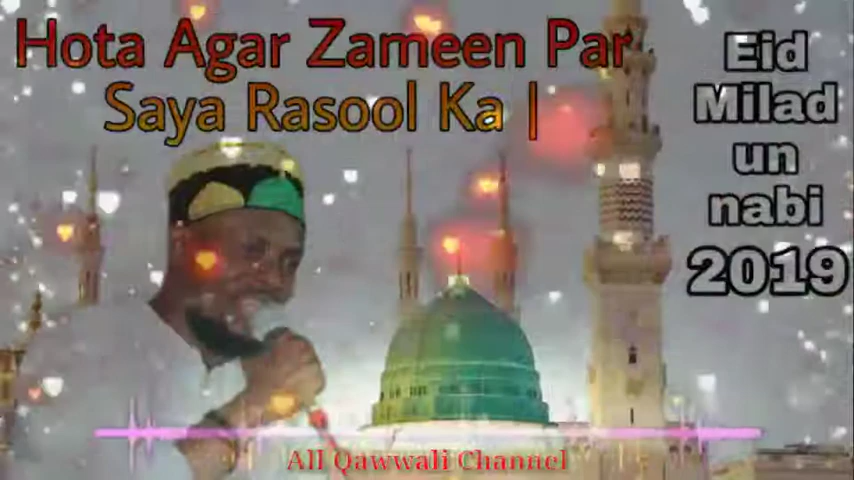 Hota Agar Zameen Par
Saya Rasool Ka |
Eid
Milad
un
nabi
2019
All Qawwali Channel